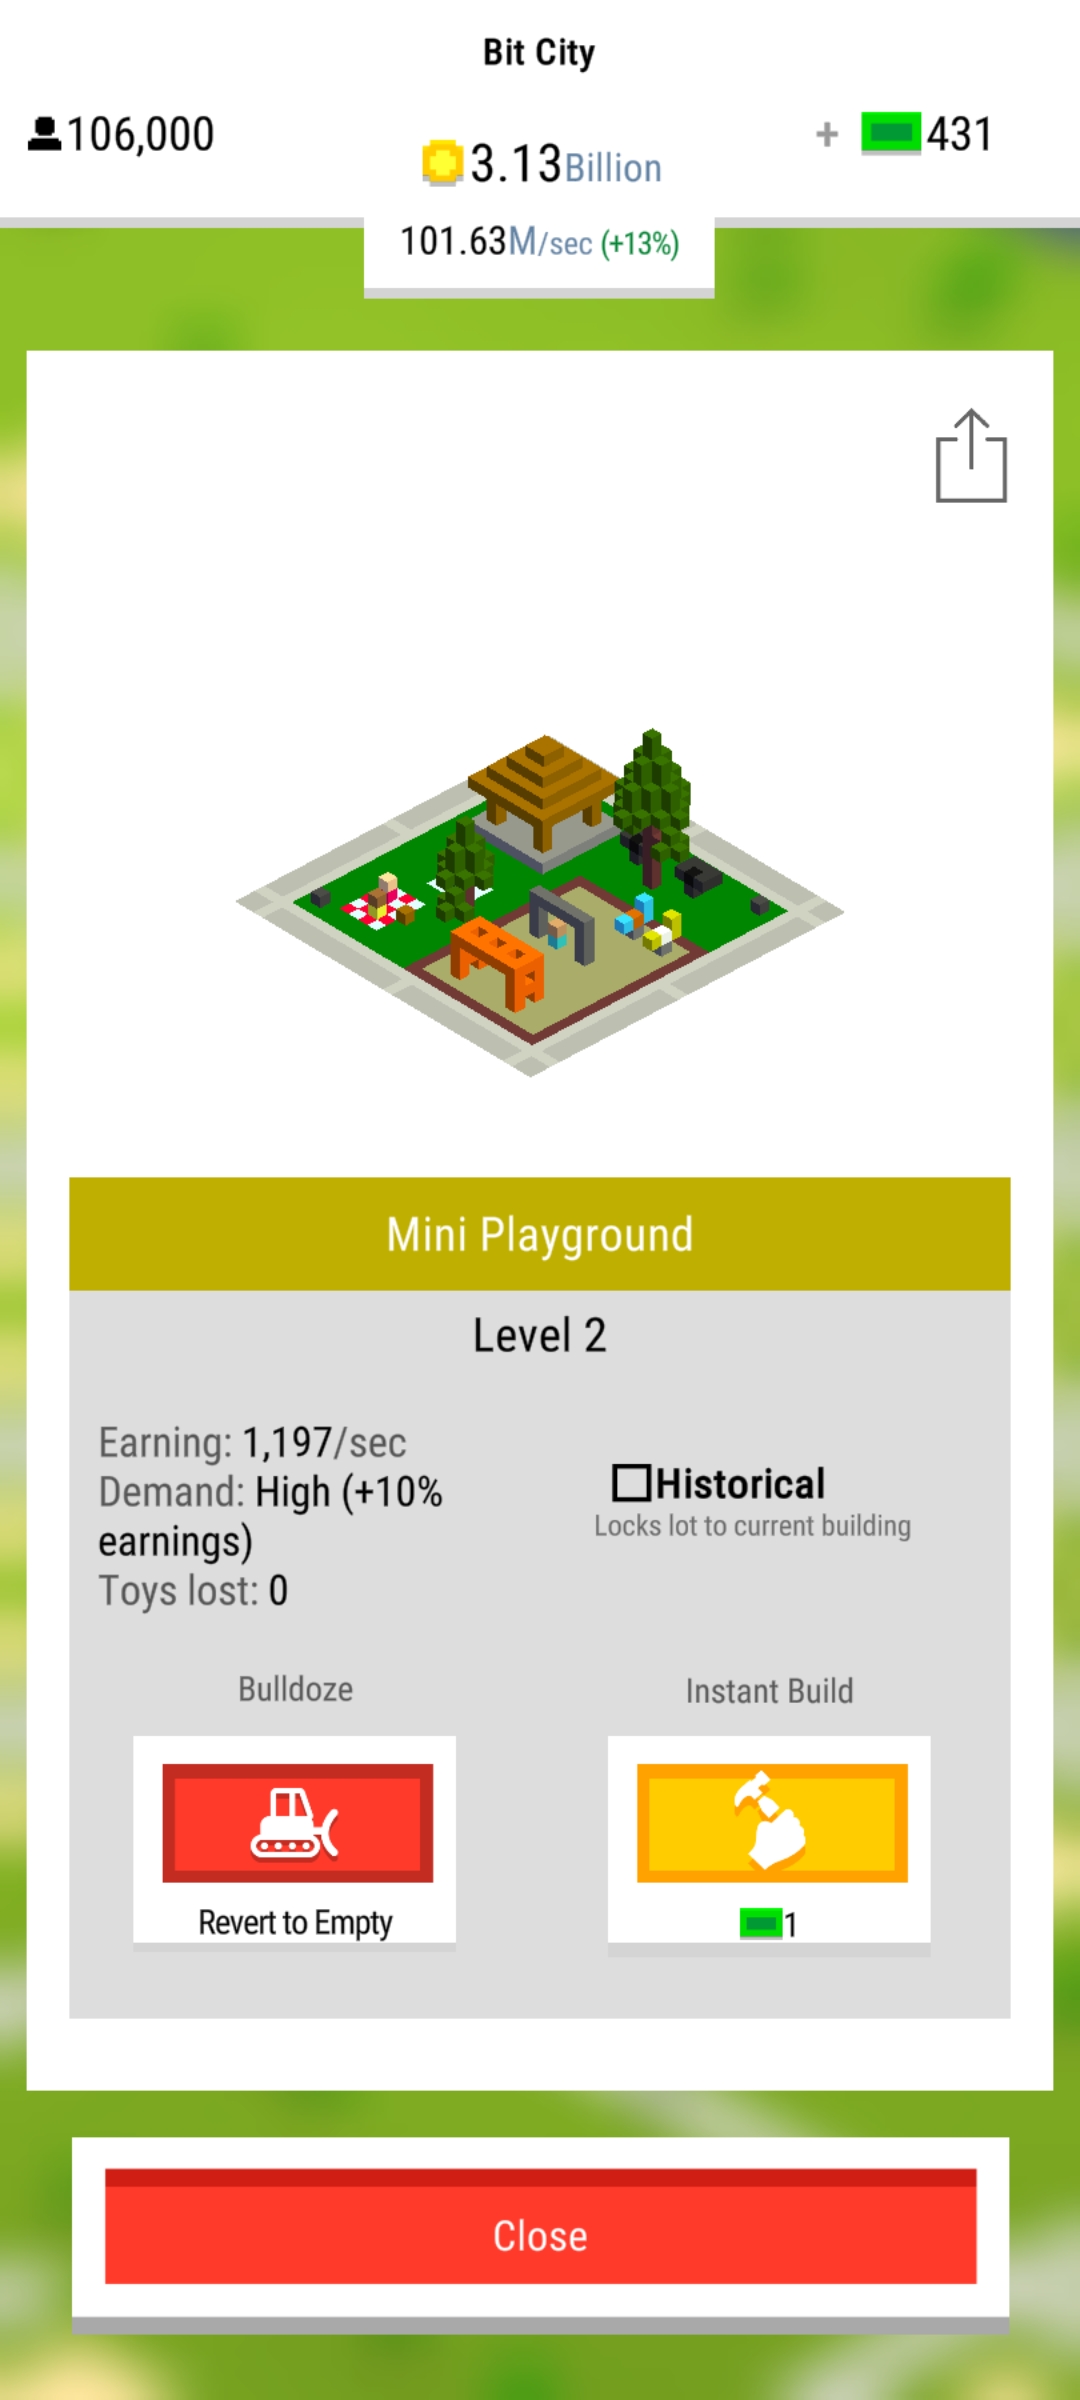 Bit City
106,000
3.13Billion
+ 431
101.63M/sec (+13%)
Mini Playground
Level 2
Earning: 1,197/sec
Demand: High (+10%
earnings)
Toys lost: 0
Historical
Locks lot to current building
Bulldoze
Instant Build
Revert to Empty
1
Close